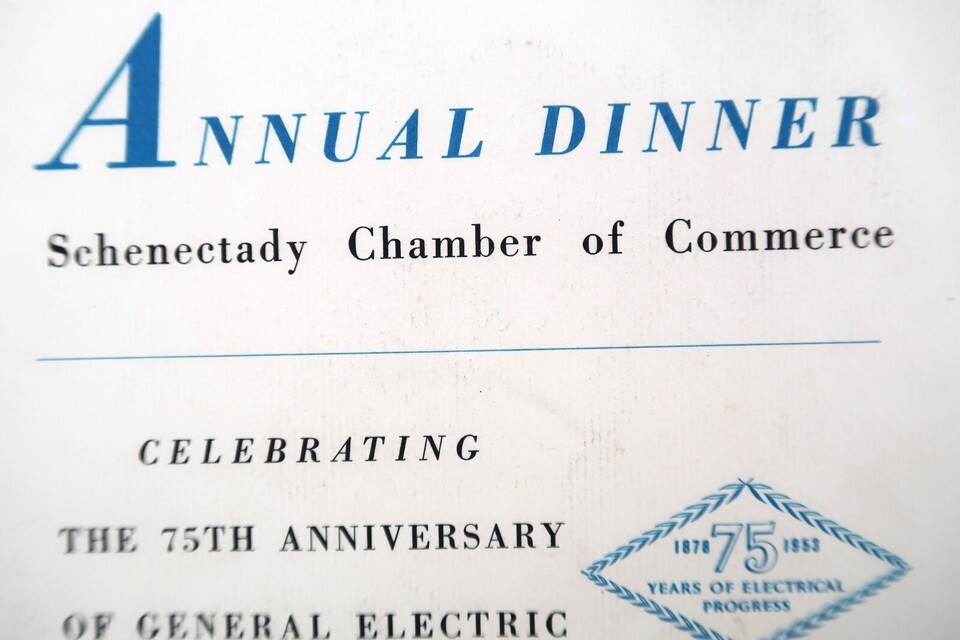 ANNUAL DINNER
Schenectady Chamber of Commerce
CELEBRATING
THE 75TH ANNIVERSARY
OF GENERAL ELECTRIC
1878 75 1953
YEARS OF ELECTRICAL
PROGRESS